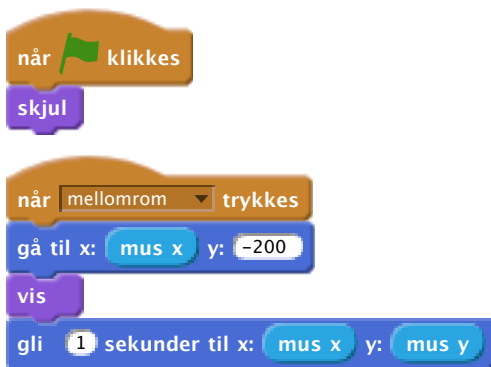 når klikkes
skjul
når mellomrom trykkes
gå til x: mus x y: -200
vis
gli 1 sekunder til x: mus x y: mus y